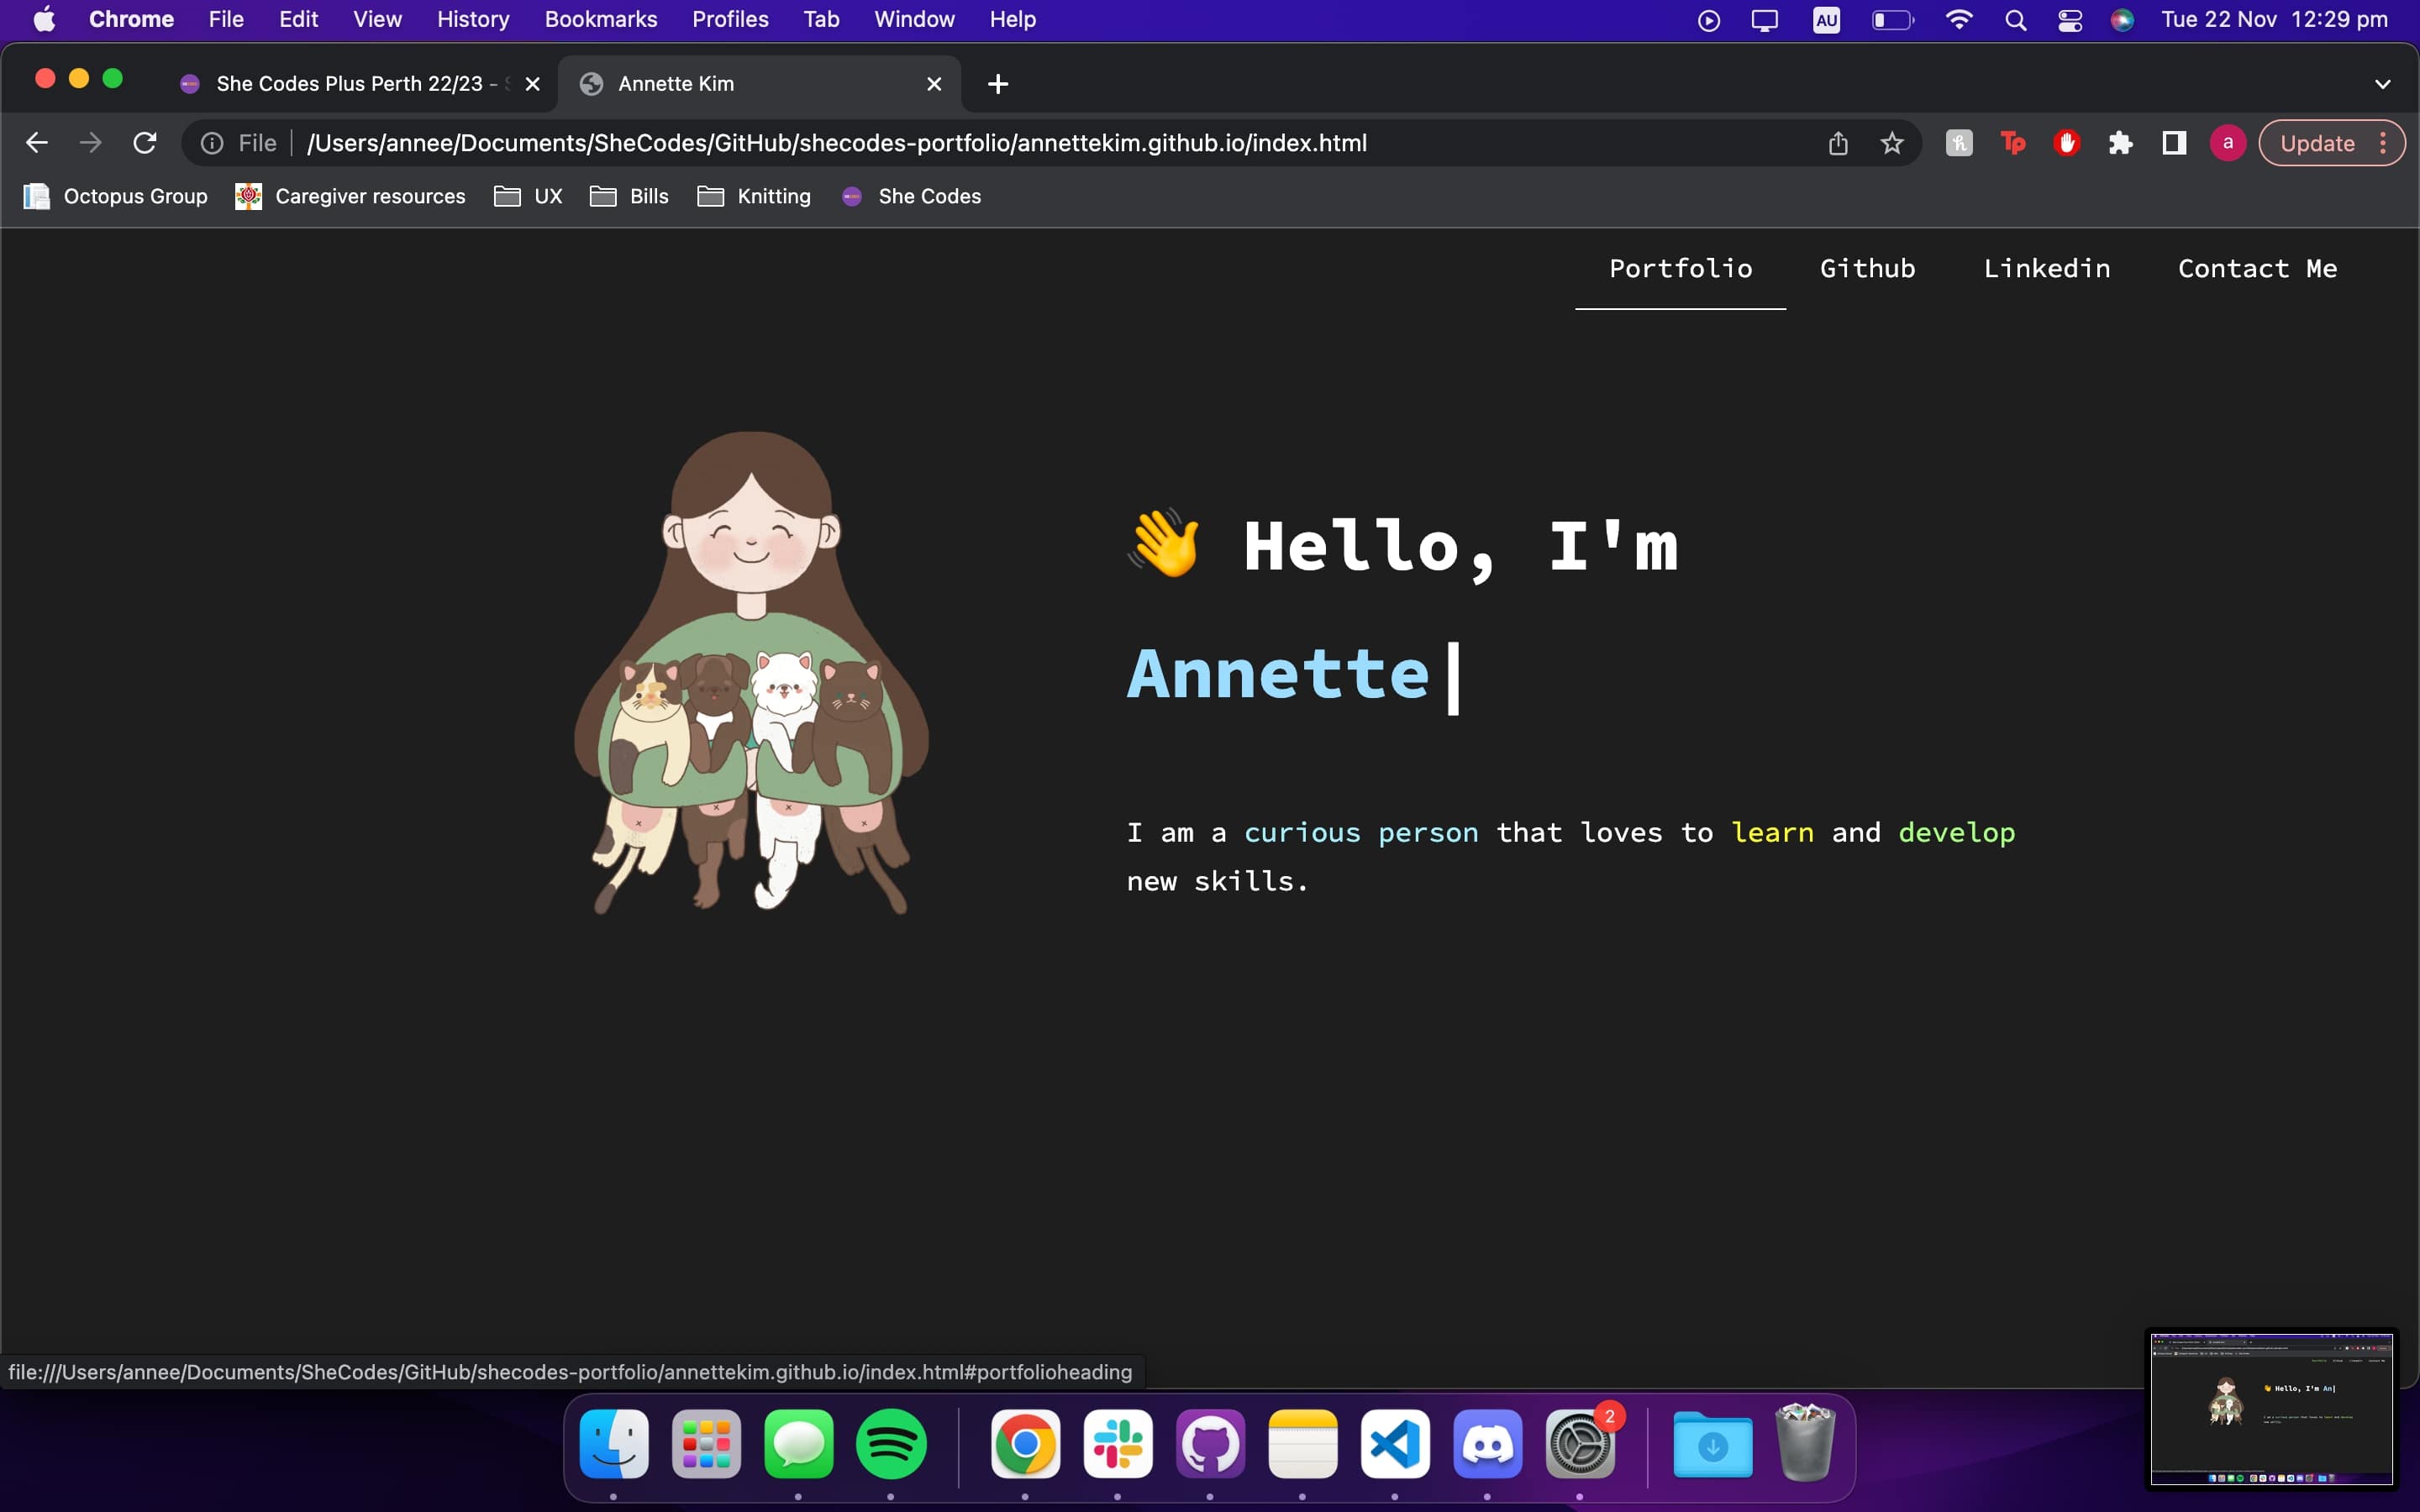 Chrome File Edit View History Bookmarks Profiles Tab Window Help AU Tue 22 Nov 12:29 pm
She Codes Plus Perth 22/23 - Annette Kim
File /Users/annee/Documents/SheCodes/GitHub/shecodes-portfolio/annettekim.github.io/index.html Tp a Update
Octopus Group Caregiver resources UX Bills Knitting She Codes
Portfolio Github Linkedin Contact Me
👋 Hello, I'm
Annette|
I am a curious person that loves to learn and develop
new skills.
file:///Users/annee/Documents/SheCodes/GitHub/shecodes-portfolio/annettekim.github.io/index.html#portfolioheading
2
Hello, I'm An|